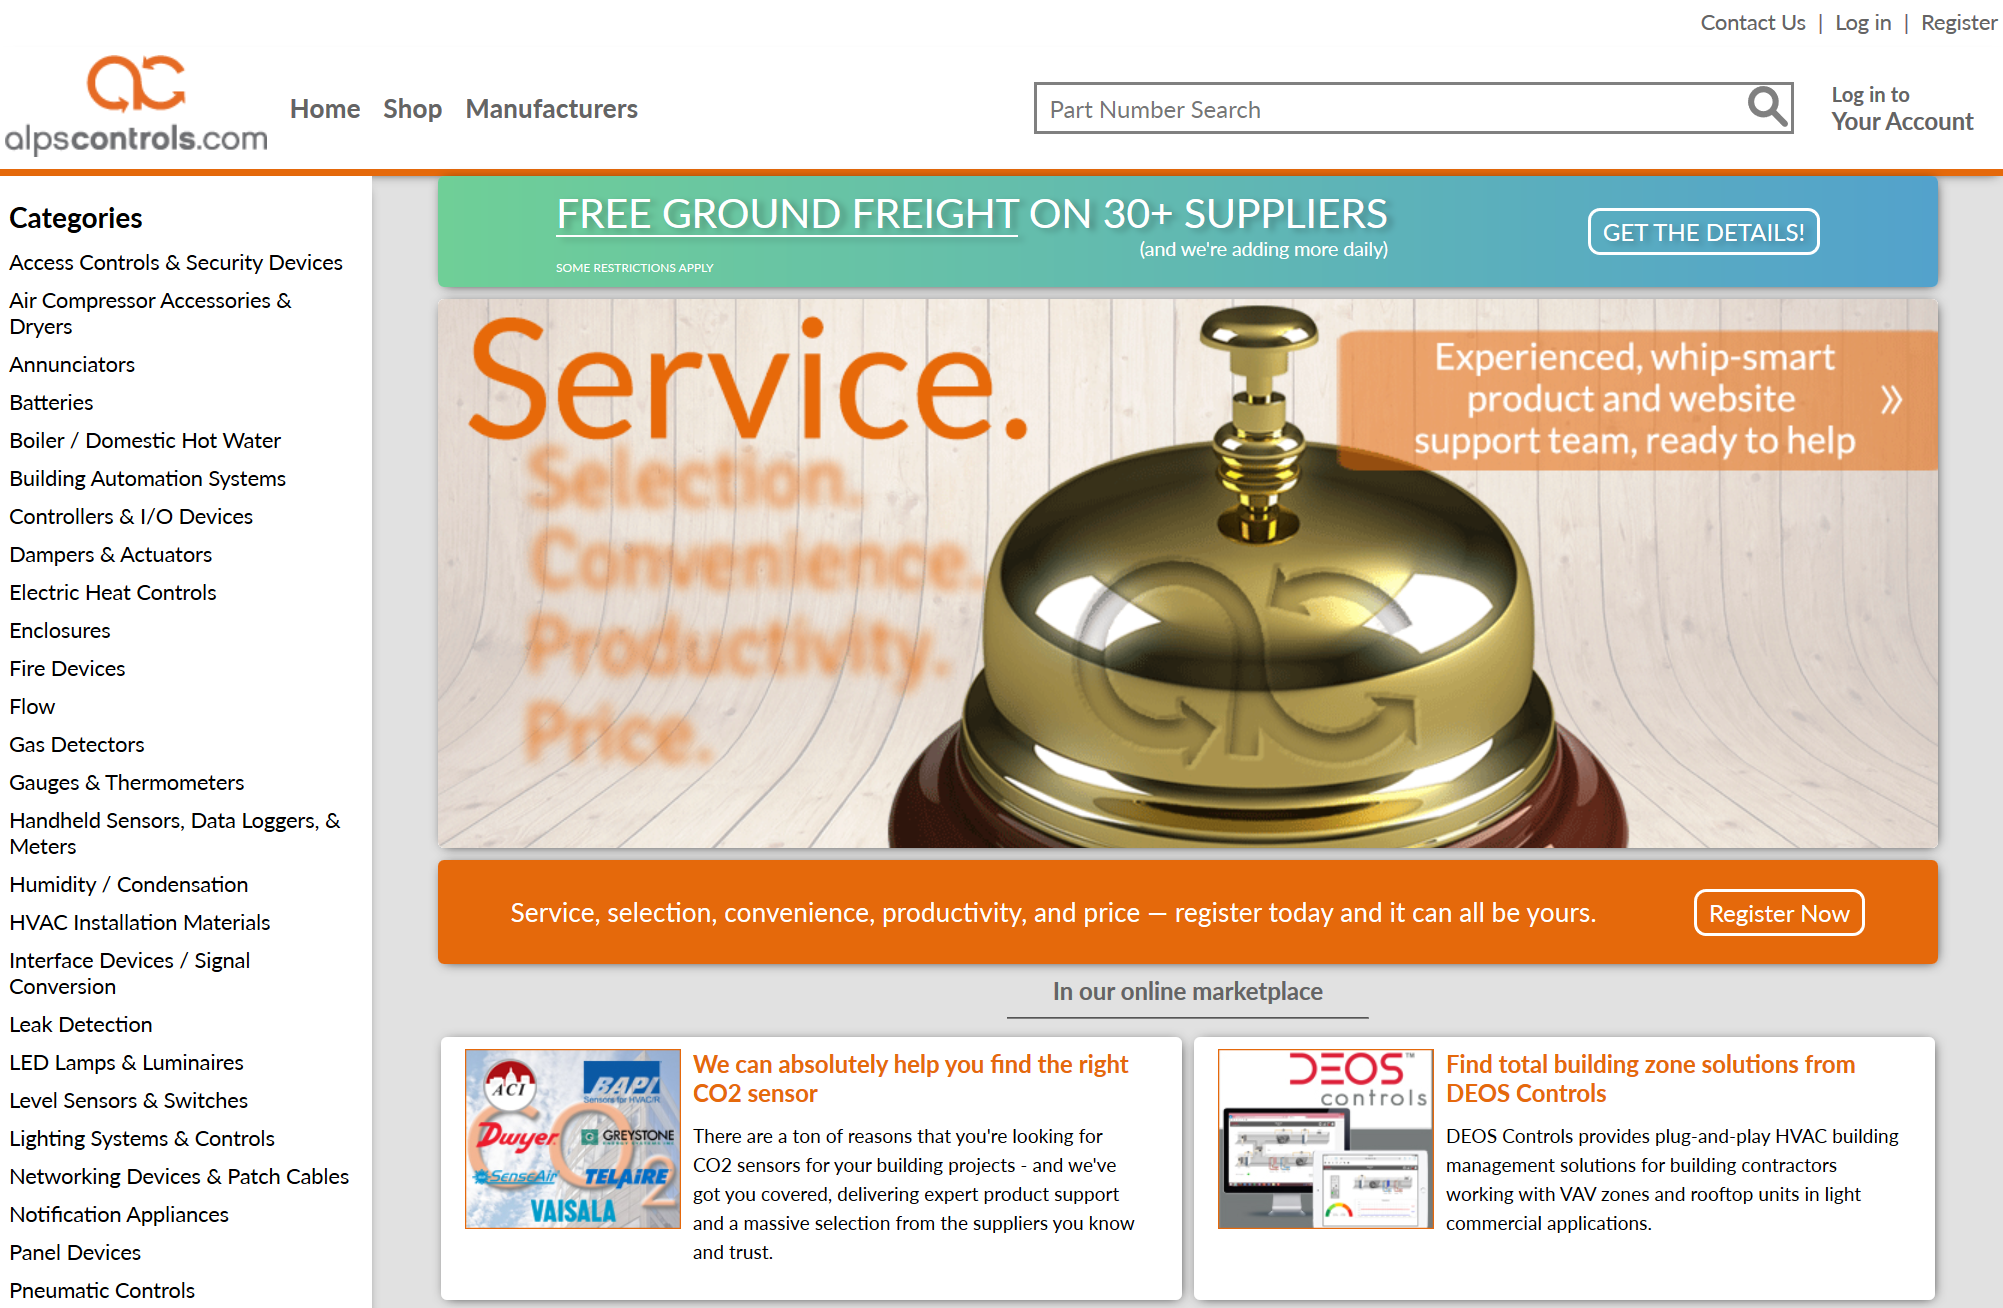 Contact Us | Log in | Register
alpscontrols.com
Home Shop Manufacturers
Part Number Search
Log in to
Your Account
Categories
Access Controls & Security Devices
Air Compressor Accessories &
Dryers
Annunciators
Batteries
Boiler / Domestic Hot Water
Building Automation Systems
Controllers & I/O Devices
Dampers & Actuators
Electric Heat Controls
Enclosures
Fire Devices
Flow
Gas Detectors
Gauges & Thermometers
Handheld Sensors, Data Loggers, &
Meters
Humidity / Condensation
HVAC Installation Materials
Interface Devices / Signal
Conversion
Leak Detection
LED Lamps & Luminaires
Level Sensors & Switches
Lighting Systems & Controls
Networking Devices & Patch Cables
Notification Appliances
Panel Devices
Pneumatic Controls
FREE GROUND FREIGHT ON 30+ SUPPLIERS
(and we're adding more daily)
SOME RESTRICTIONS APPLY
GET THE DETAILS!
Service.
Selection.
Convenience.
Productivity.
Price.
Experienced, whip-smart
product and website
support team, ready to help
»
Service, selection, convenience, productivity, and price — register today and it can all be yours.
Register Now
In our online marketplace
ACI
BAPI
Sensors for HVAC/R
CO2
Dwyer
GREYSTONE
SenseAir
TELAIRE
VAISALA
We can absolutely help you find the right
CO2 sensor
There are a ton of reasons that you're looking for
CO2 sensors for your building projects - and we've
got you covered, delivering expert product support
and a massive selection from the suppliers you know
and trust.
DEOS™
controls
Find total building zone solutions from
DEOS Controls
DEOS Controls provides plug-and-play HVAC building
management solutions for building contractors
working with VAV zones and rooftop units in light
commercial applications.